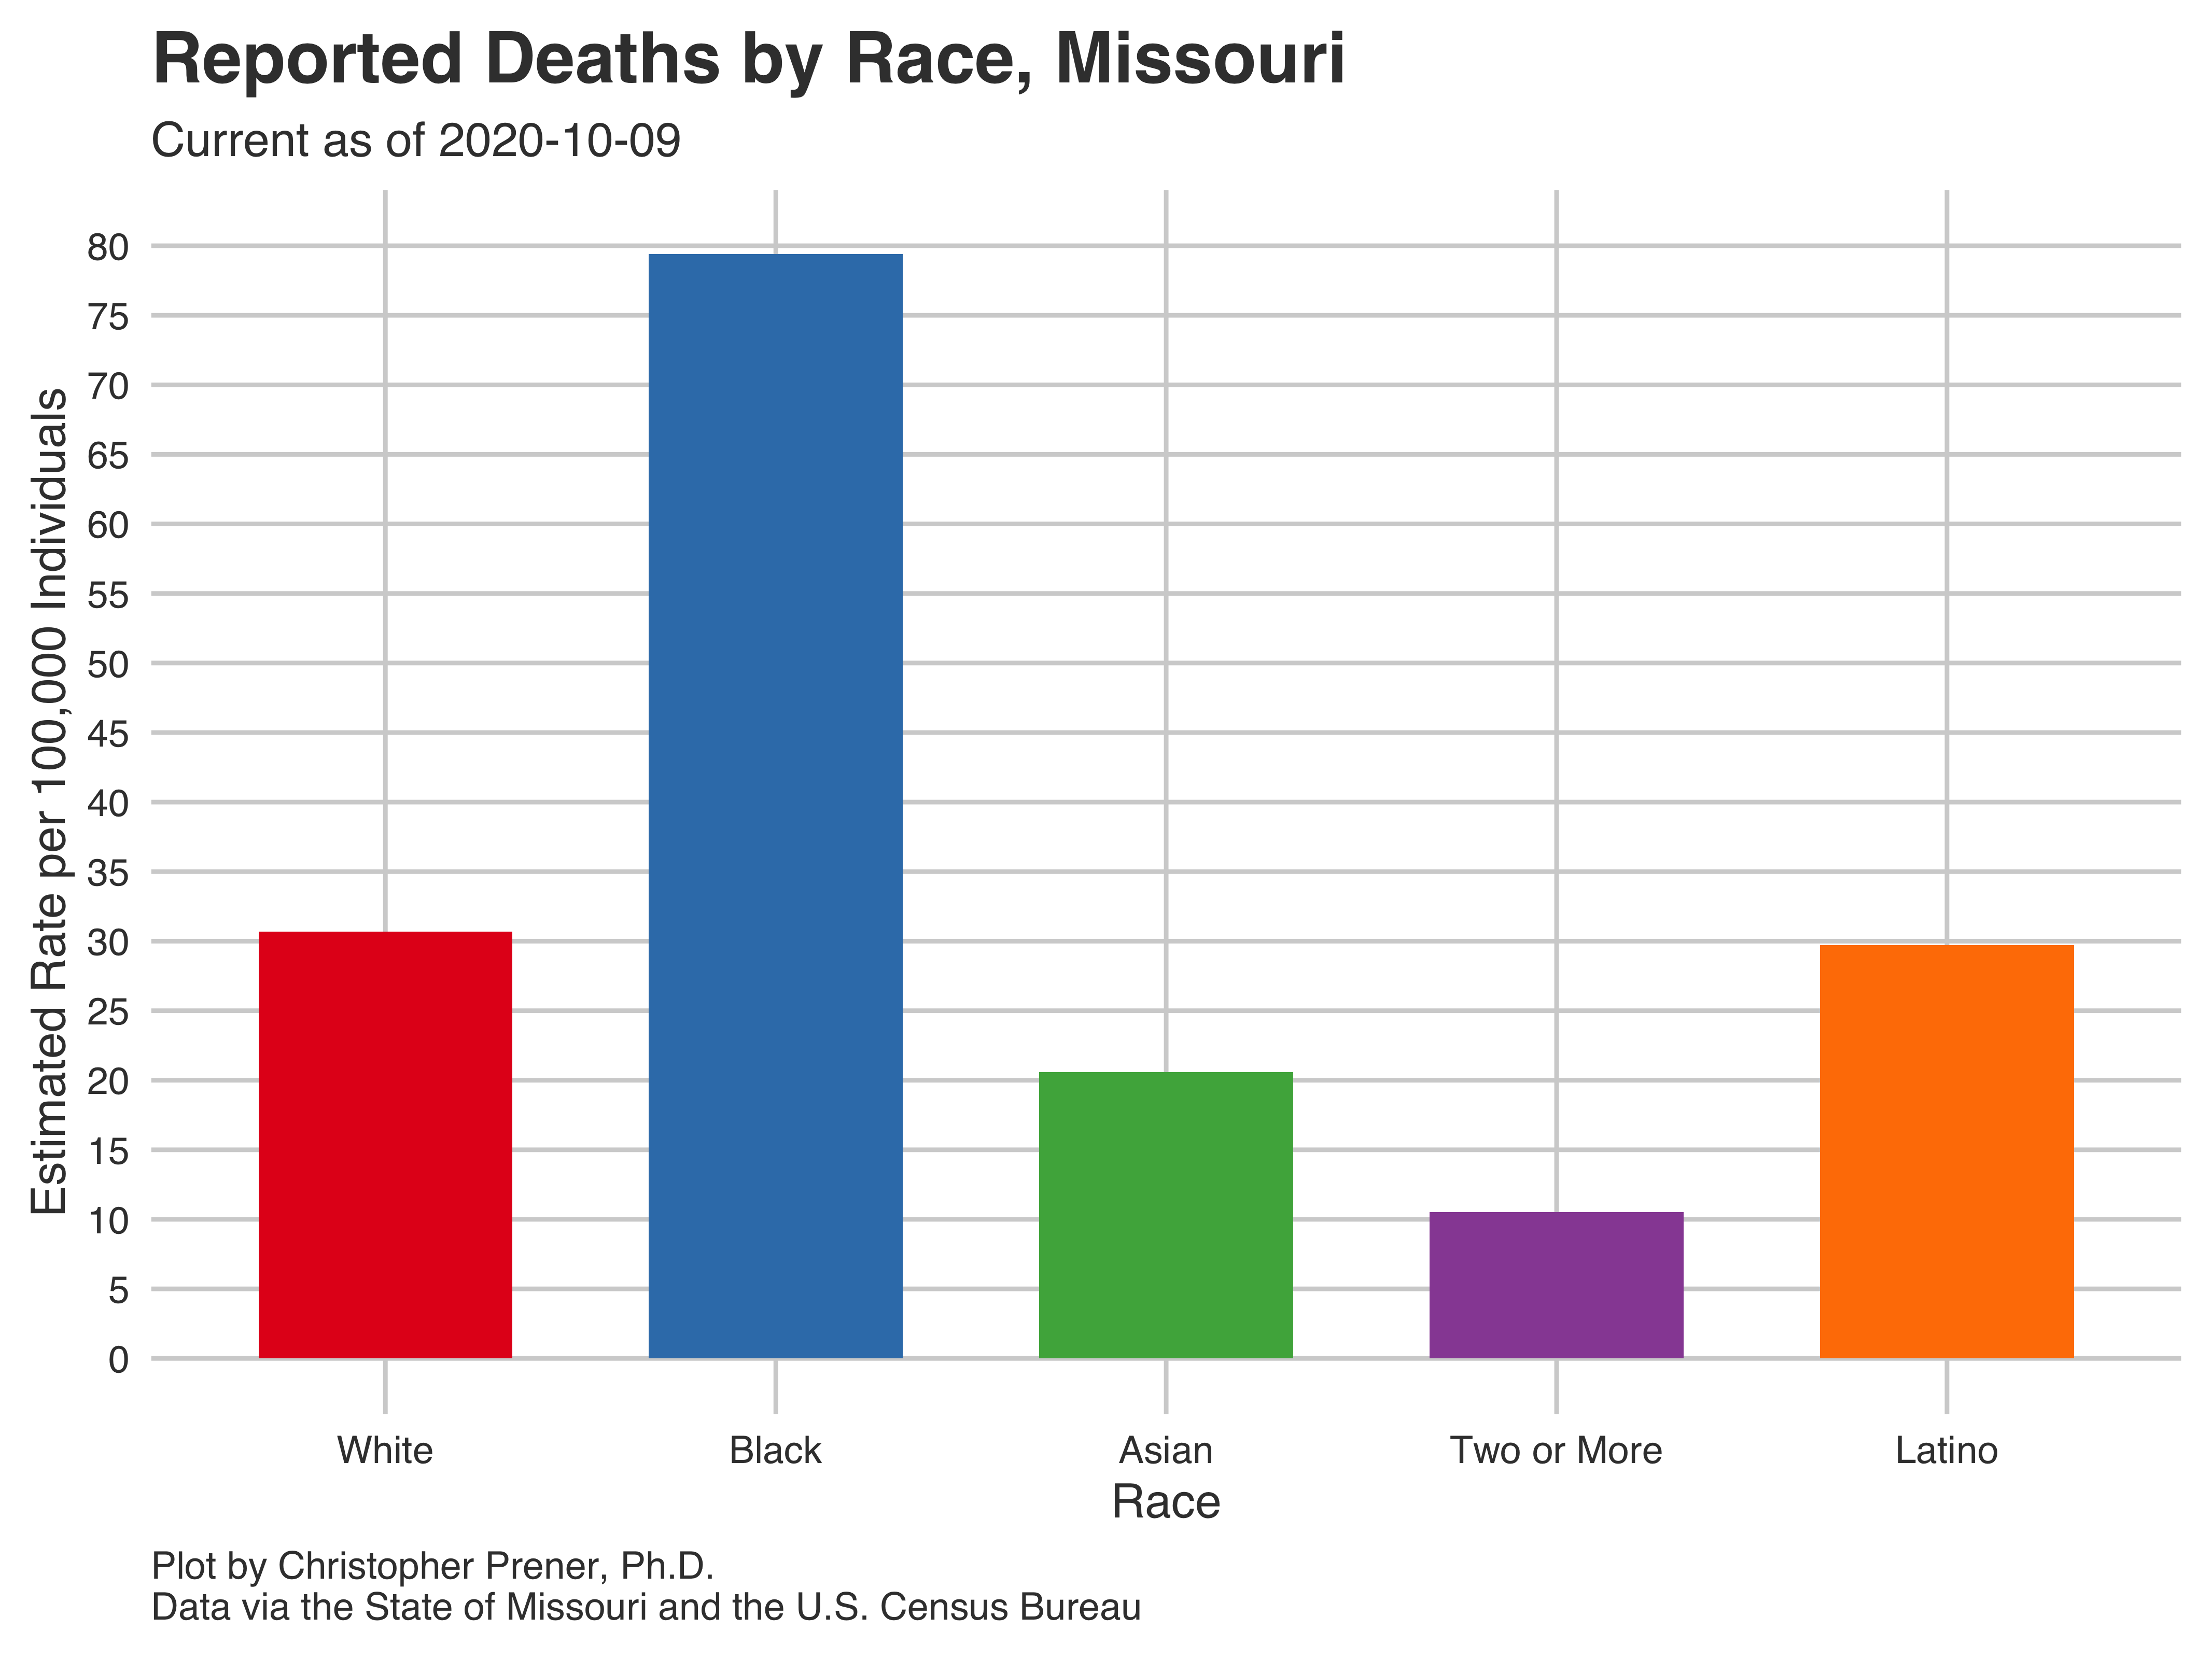 Reported Deaths by Race, Missouri
Current as of 2020-10-09
Estimated Rate per 100,000 Individuals
80
75
70
65
60
55
50
45
40
35
30
25
20
15
10
5
0
White Black Asian Two or More Latino
Race
Plot by Christopher Prener, Ph.D.
Data via the State of Missouri and the U.S. Census Bureau